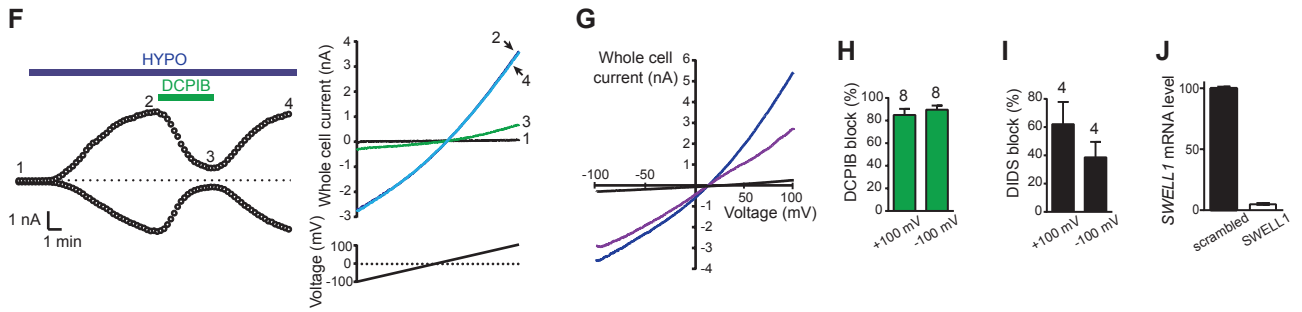 F
HYPO
DCPIB
1
2
3
4
1 nA
1 min
Whole cell current (nA)
4
3
2
1
0
-1
-2
-3
2
4
3
1
Voltage (mV)
100
0
-100
G
Whole cell
current (nA)
6
5
4
3
2
1
-1
-2
-3
-4
-100
-50
50
100
Voltage (mV)
H
DCPIB block (%)
100
80
60
40
20
0
8
8
+100 mV
-100 mV
I
DIDS block (%)
100
80
60
40
20
0
4
4
+100 mV
-100 mV
J
SWELL1 mRNA level
100
50
0
scrambled
SWELL1